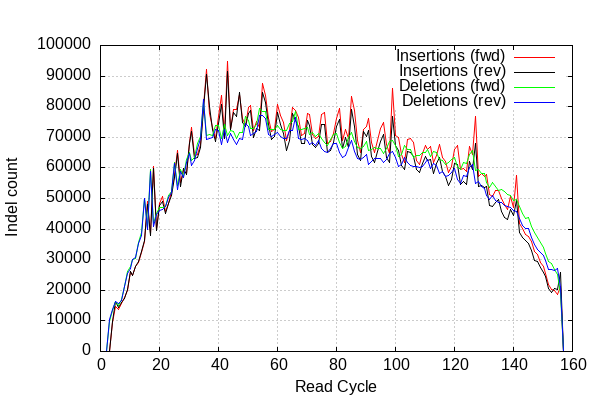 100000
90000
80000
70000
60000
50000
40000
30000
20000
10000
0
Indel count
Insertions (fwd)
Insertions (rev)
Deletions (fwd)
Deletions (rev)
0 20 40 60 80 100 120 140 160
Read Cycle